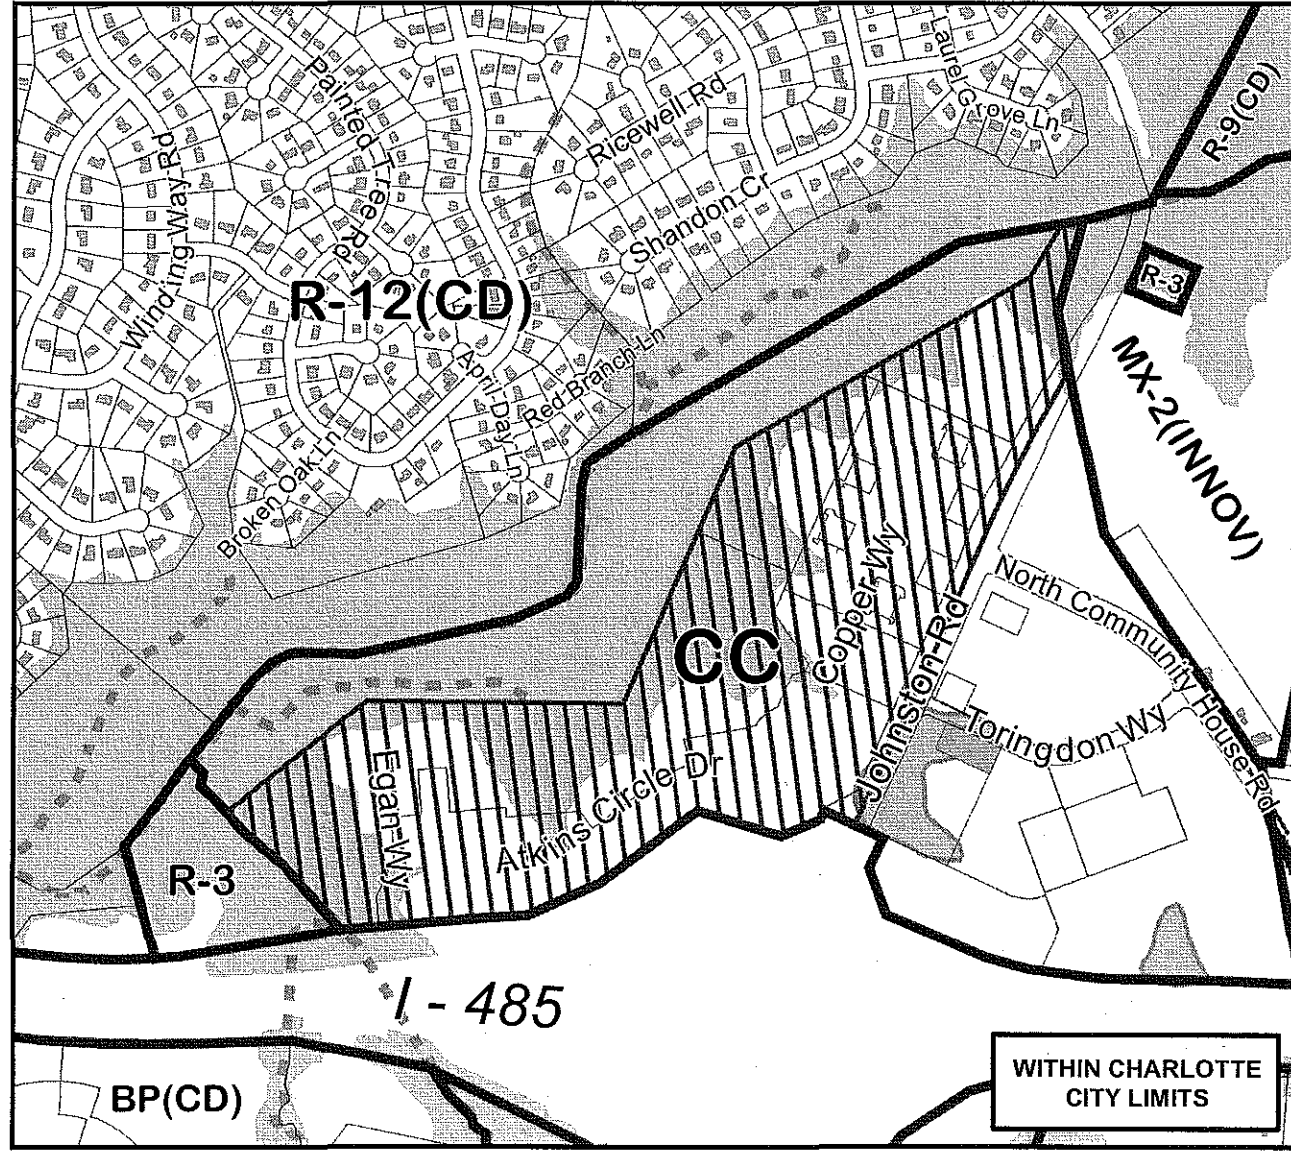 Laurel Grove Ln
R-9(CD)
Painted Tree Rd
Ricewell Rd
Winding Way Rd
Shandon Cr
R-12(CD)
R-3
MX-2(INNOV)
April Day Ln
Red Branch Ln
Broken Oak Ln
North Community House Rd
Copper Wy
CC
Johnston Rd
Toringdon Wy
Egan Wy
Atkins Circle Dr
R-3
I - 485
BP(CD)
WITHIN CHARLOTTE
CITY LIMITS